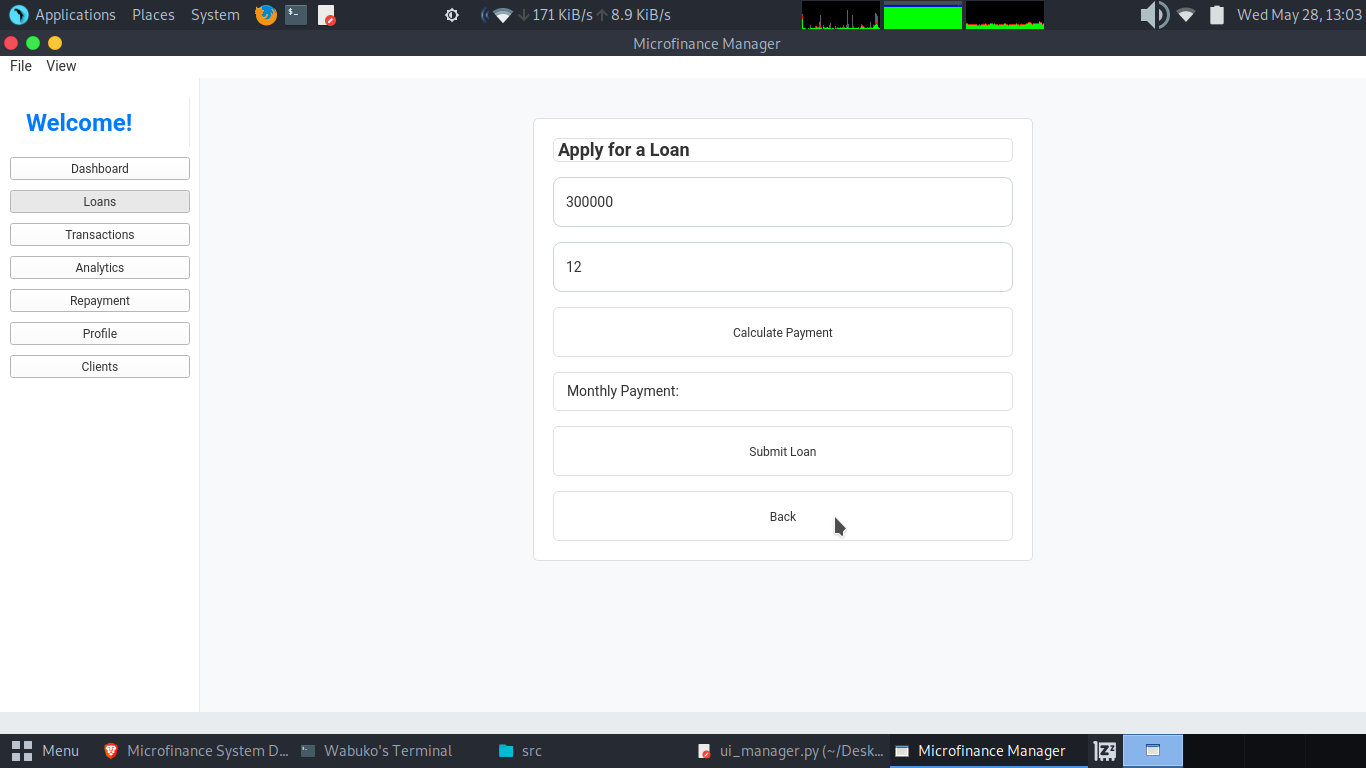 Applications Places System 171 KiB/s 8.9 KiB/s Wed May 28, 13:03
Microfinance Manager
File View
Welcome!
Dashboard
Loans
Transactions
Analytics
Repayment
Profile
Clients
Apply for a Loan
300000
12
Calculate Payment
Monthly Payment:
Submit Loan
Back
Menu Microfinance System D... Wabuko's Terminal src ui_manager.py (~/Desk... Microfinance Manager